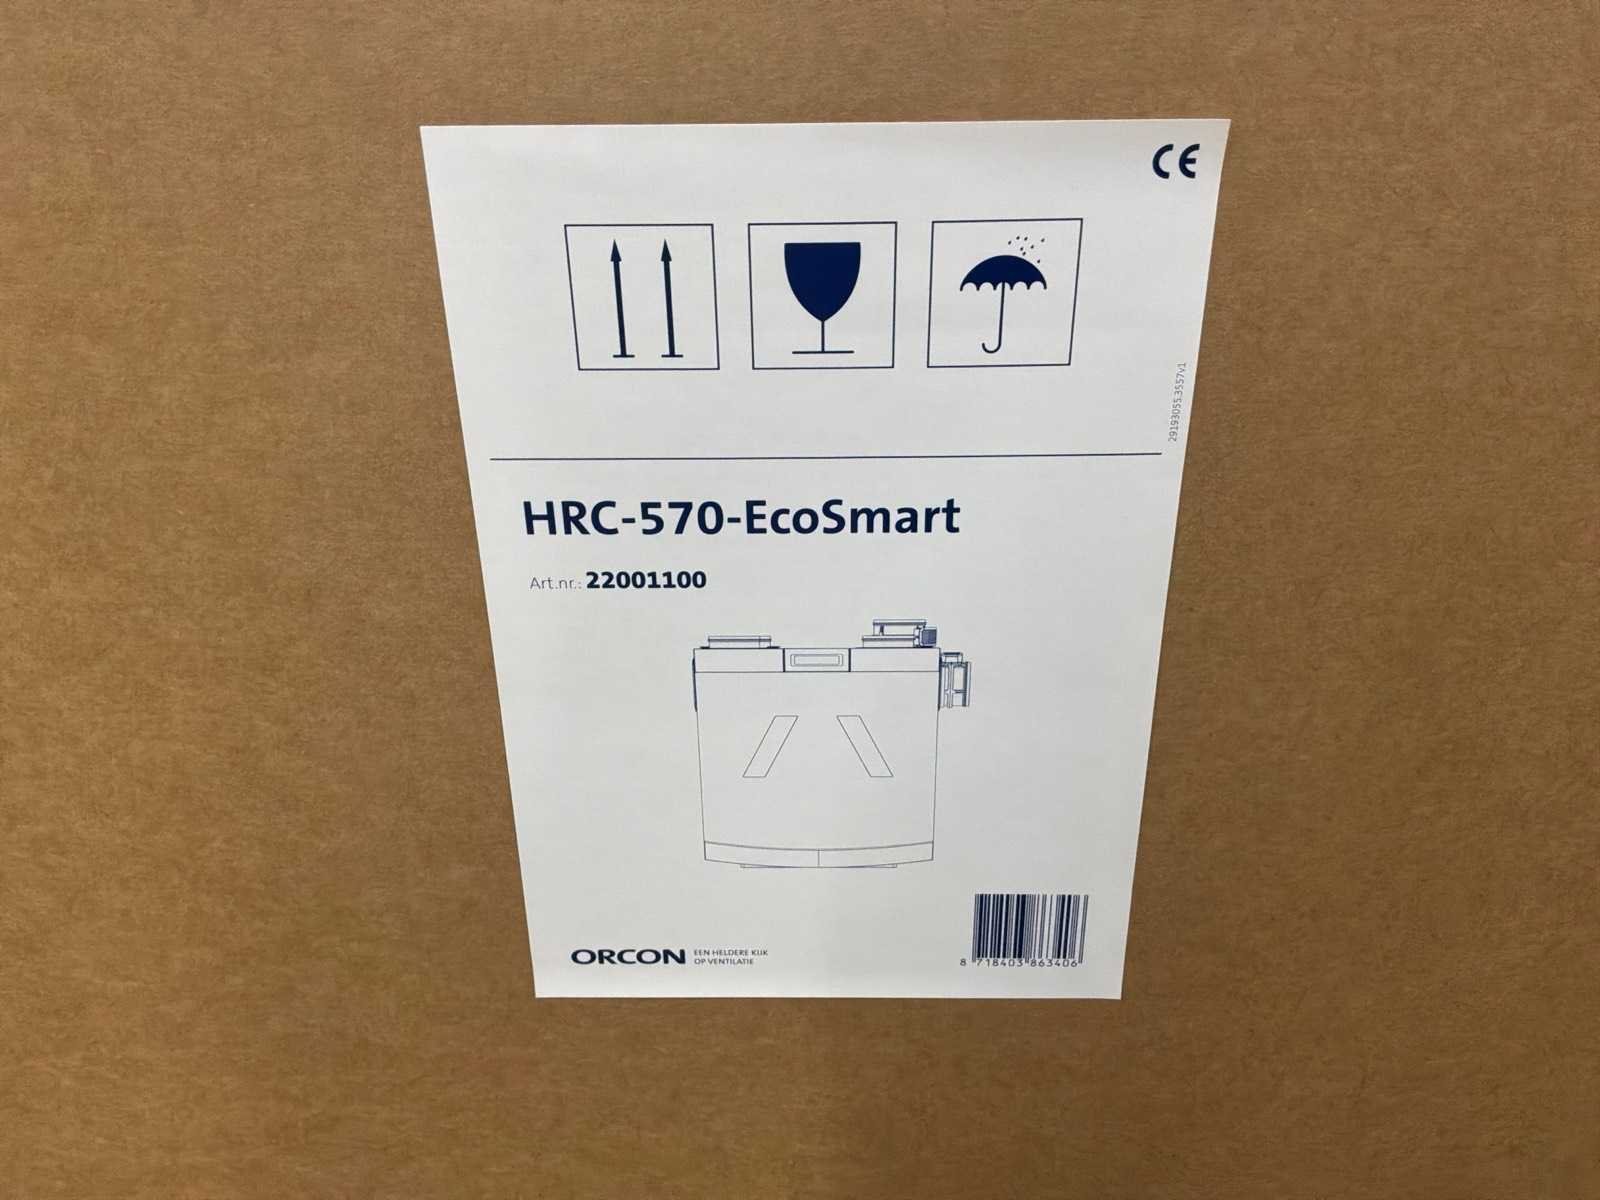 CE
29193055.3557v1
HRC-570-EcoSmart
Art.nr.: 22001100
ORCON EEN HELDERE KIJK
OP VENTILATIE
8 718403 863406